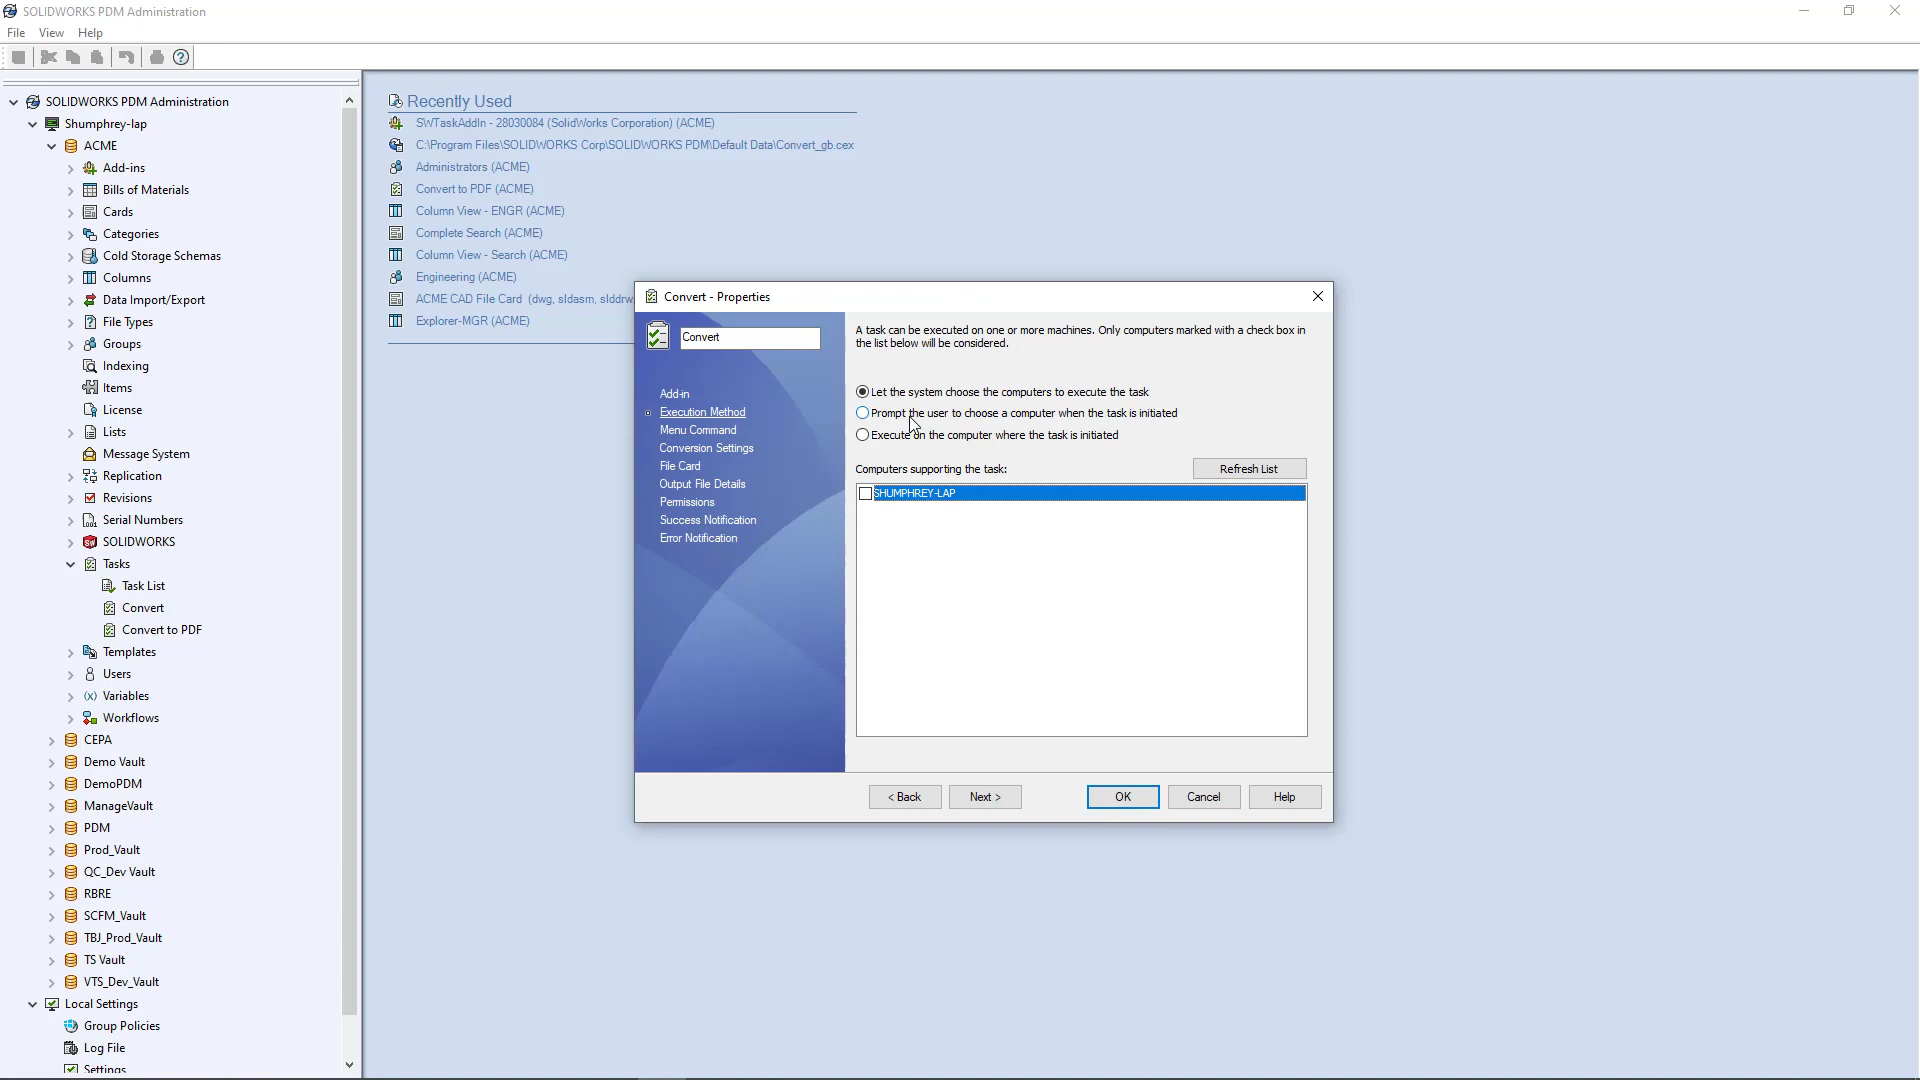 SOLIDWORKS PDM Administration
File View Help
SOLIDWORKS PDM Administration
Shumphrey-lap
ACME
Add-ins
Bills of Materials
Cards
Categories
Cold Storage Schemas
Columns
Data Import/Export
File Types
Groups
Indexing
Items
License
Lists
Message System
Replication
Revisions
Serial Numbers
SOLIDWORKS
Tasks
Task List
Convert
Convert to PDF
Templates
Users
Variables
Workflows
CEPA
Demo Vault
DemoPDM
ManageVault
PDM
Prod_Vault
QC_Dev Vault
RBRE
SCFM_Vault
TBJ_Prod_Vault
TS Vault
VTS_Dev_Vault
Local Settings
Group Policies
Log File
Settings
Recently Used
SWTaskAddIn - 28030084 (SolidWorks Corporation) (ACME)
C:\Program Files\SOLIDWORKS Corp\SOLIDWORKS PDM\Default Data\Convert_gb.cex
Administrators (ACME)
Convert to PDF (ACME)
Column View - ENGR (ACME)
Complete Search (ACME)
Column View - Search (ACME)
Engineering (ACME)
ACME CAD File Card (dwg, sldasm, slddrw
Explorer-MGR (ACME)
Convert - Properties
Convert
Add-in
Execution Method
Menu Command
Conversion Settings
File Card
Output File Details
Permissions
Success Notification
Error Notification
A task can be executed on one or more machines. Only computers marked with a check box in
the list below will be considered.
Let the system choose the computers to execute the task
Prompt the user to choose a computer when the task is initiated
Execute on the computer where the task is initiated
Computers supporting the task:
Refresh List
SHUMPHREY-LAP
< Back
Next >
OK
Cancel
Help